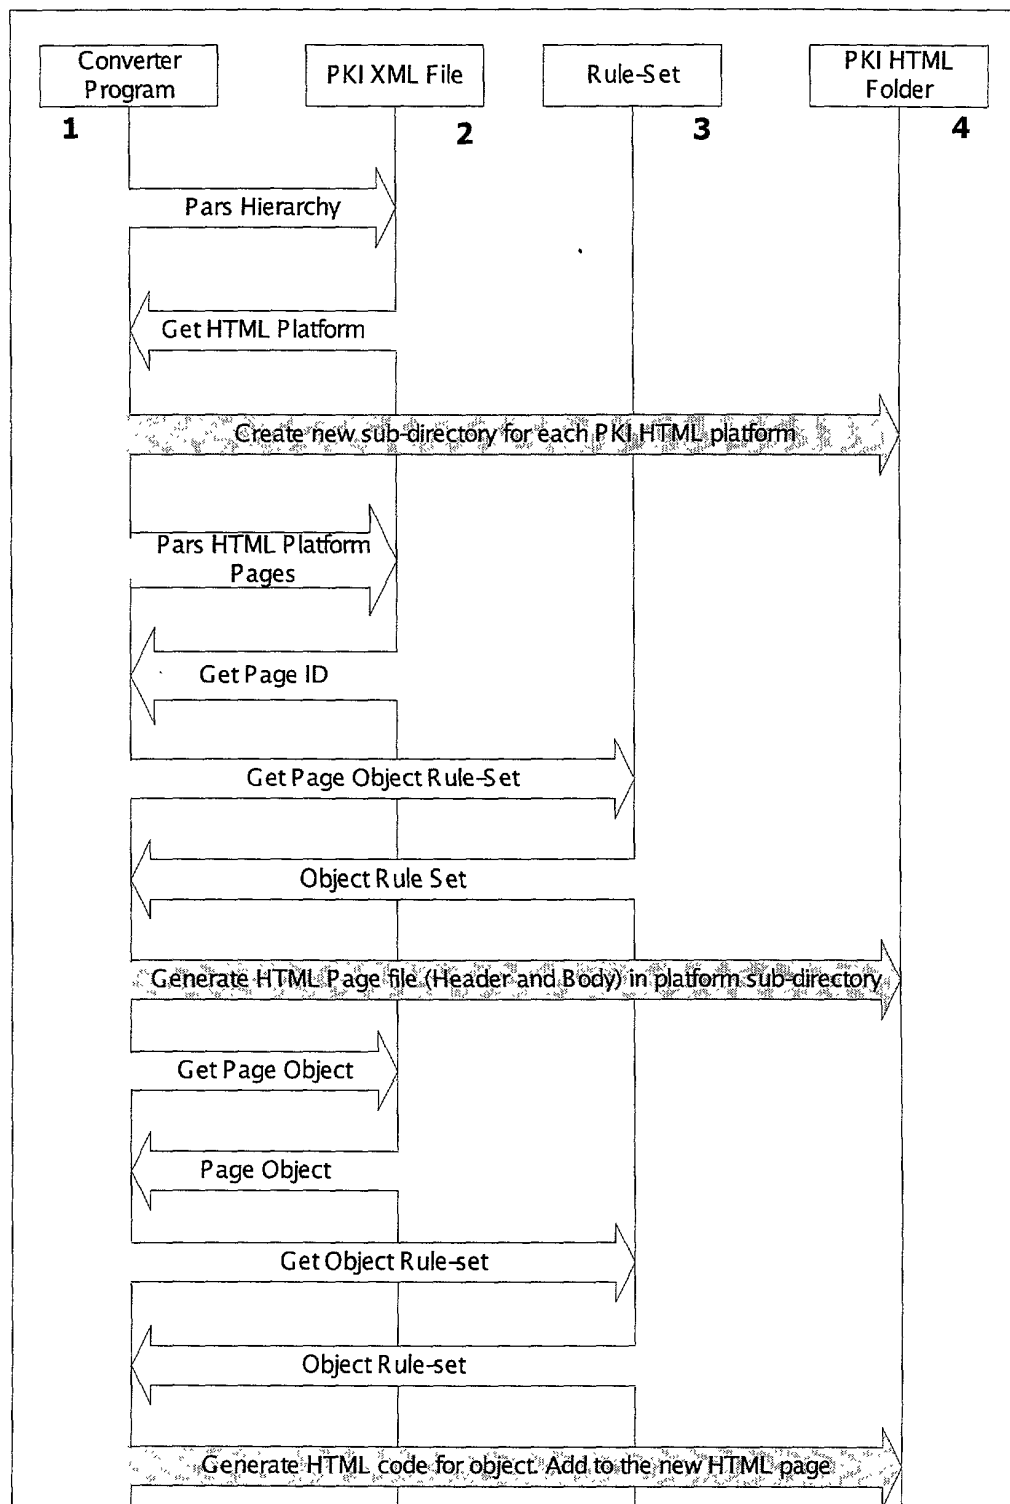 Converter
Program
PKI XML File
Rule-Set
PKI HTML
Folder
1
2
3
4
Pars Hierarchy
Get HTML Platform
Create new sub-directory for each PKI HTML platform
Pars HTML Platform
Pages
Get Page ID
Get Page Object Rule-Set
Object Rule Set
Generate HTML Page file (Header and Body) in platform sub-directory
Get Page Object
Page Object
Get Object Rule-set
Object Rule-set
Generate HTML code for object. Add to the new HTML page